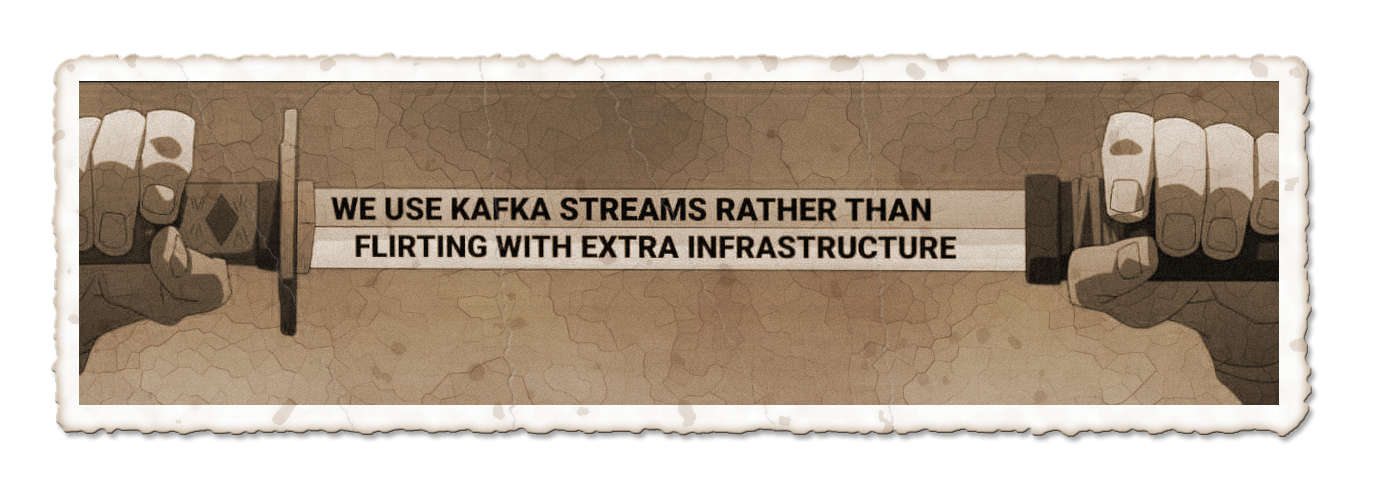 WE USE KAFKA STREAMS RATHER THAN
FLIRTING WITH EXTRA INFRASTRUCTURE